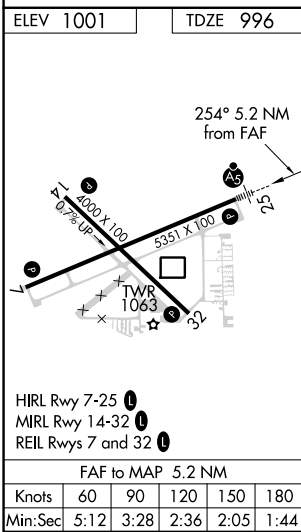 ELEV 1001 TDZE 996
254° 5.2 NM
from FAF
A5
25
P
14
4000 X 100
0.7% UP
5351 X 100
P
P
7
TWR
1063
P
32
HIRL Rwy 7-25 L
MIRL Rwy 14-32 L
REIL Rwys 7 and 32 L
FAF to MAP 5.2 NM
Knots 60 90 120 150 180
Min:Sec 5:12 3:28 2:36 2:05 1:44